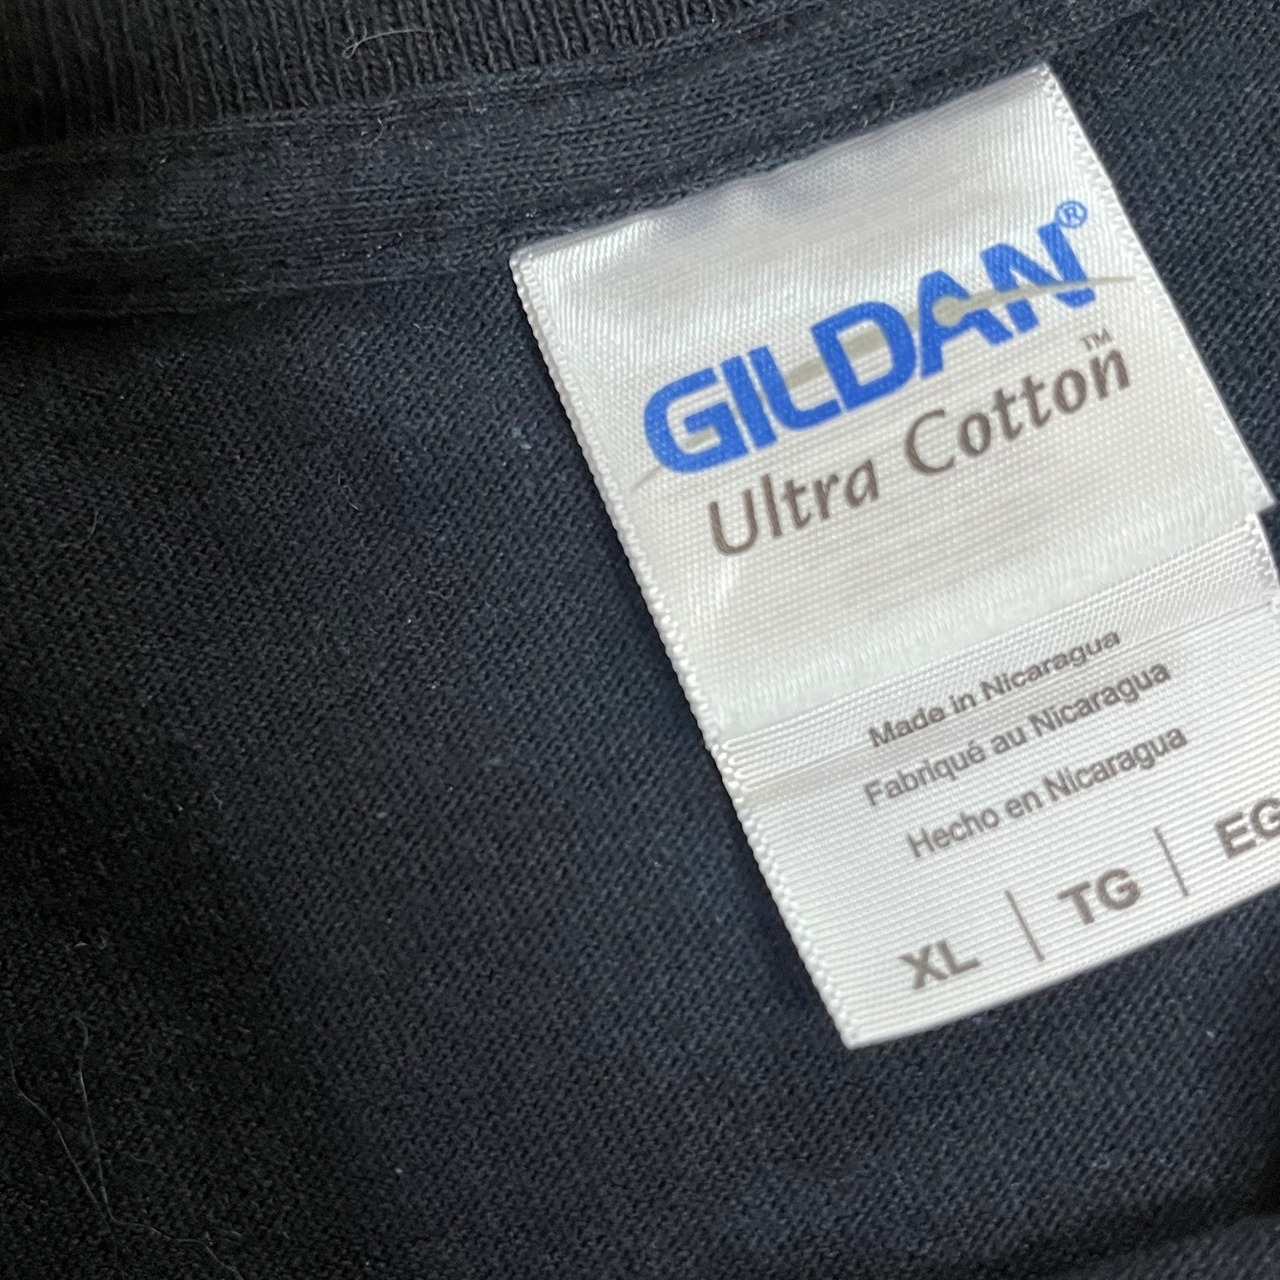 GILDAN®
Ultra Cotton™
Made in Nicaragua
Fabriqué au Nicaragua
Hecho en Nicaragua
XL | TG | EG